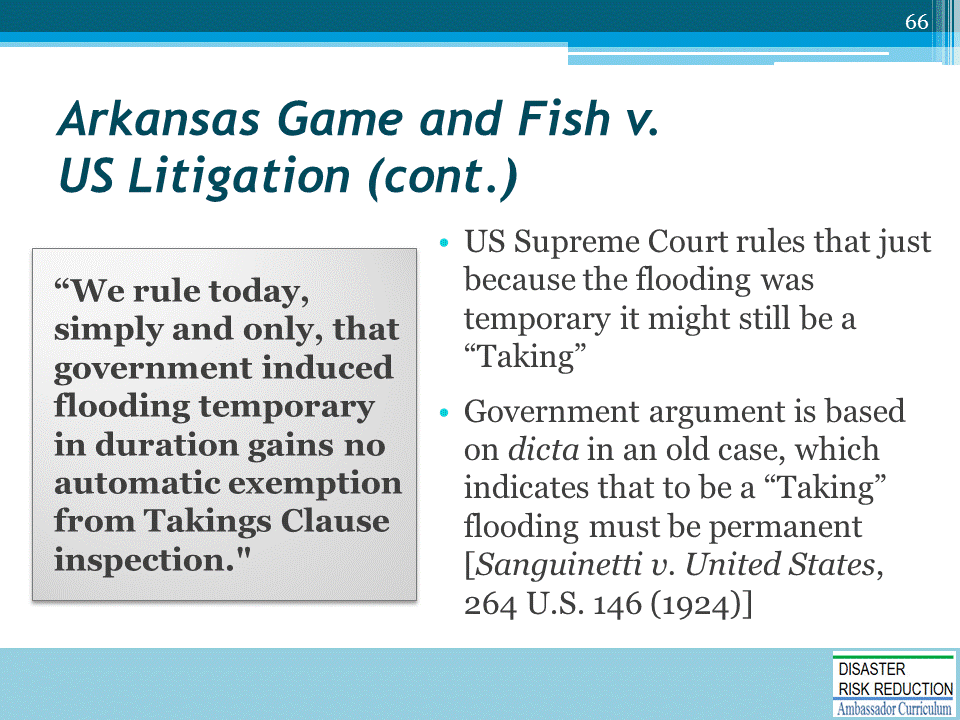 66
Arkansas Game and Fish v.
US Litigation (cont.)
“We rule today,
simply and only, that
government induced
flooding temporary
in duration gains no
automatic exemption
from Takings Clause
inspection."
• US Supreme Court rules that just
because the flooding was
temporary it might still be a
“Taking”
• Government argument is based
on dicta in an old case, which
indicates that to be a “Taking”
flooding must be permanent
[Sanguinetti v. United States,
264 U.S. 146 (1924)]
DISASTER
RISK REDUCTION
Ambassador Curriculum